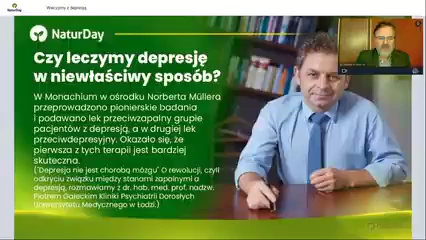 NaturDay
Wieczorny z depresją
NaturDay
Czy leczymy depresję
w niewłaściwy sposób?
W Monachium w ośrodku Norberta Müllera
przeprowadzono pionierskie badania
i podawano lek przeciwzapalny grupie
pacjentów z depresją, a w drugiej lek
przeciwdepresyjny. Okazało się, że
pierwsza z tych terapii jest bardziej
skuteczna.
("Depresja nie jest chorobą mózgu" O rewolucji, czyli
odkryciu związku między stanami zapalnymi a
depresją, rozmawiamy z dr. hab. med. prof. nadzw.
Piotrem Gałeckim Kliniki Psychiatrii Dorosłych
Uniwersytetu Medycznego w Łodzi.)